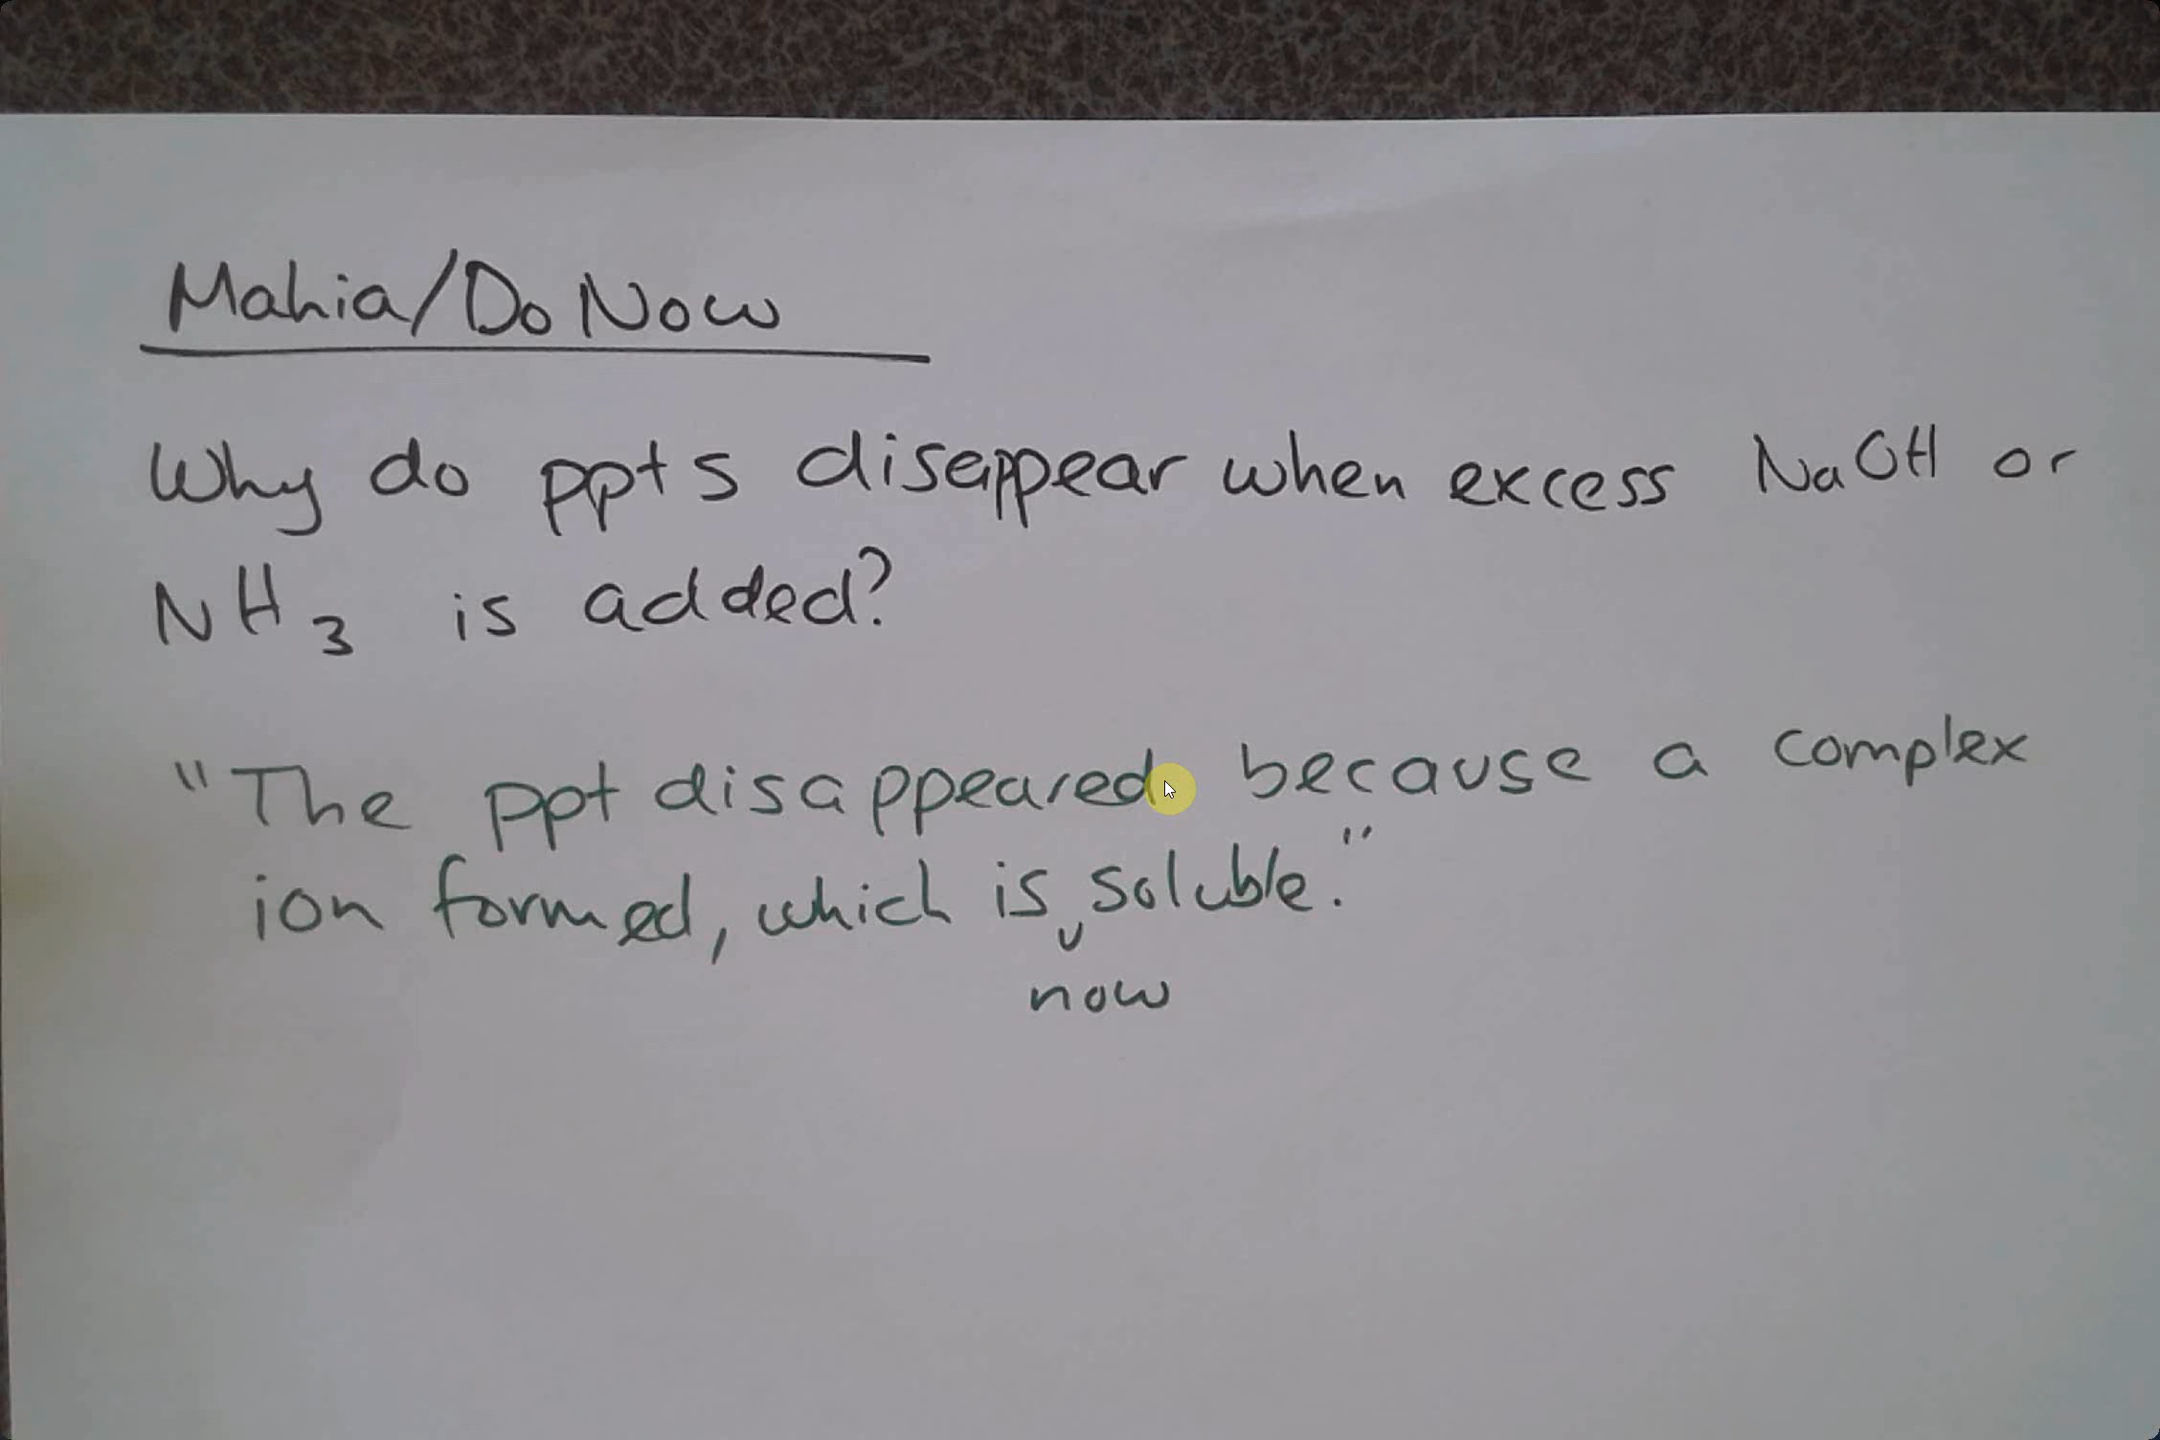 Mahia/Do Now
Why do ppts disappear when excess NaOH or
NH3 is added?
"The ppt disappeared because a complex
ion formed, which is soluble."
now